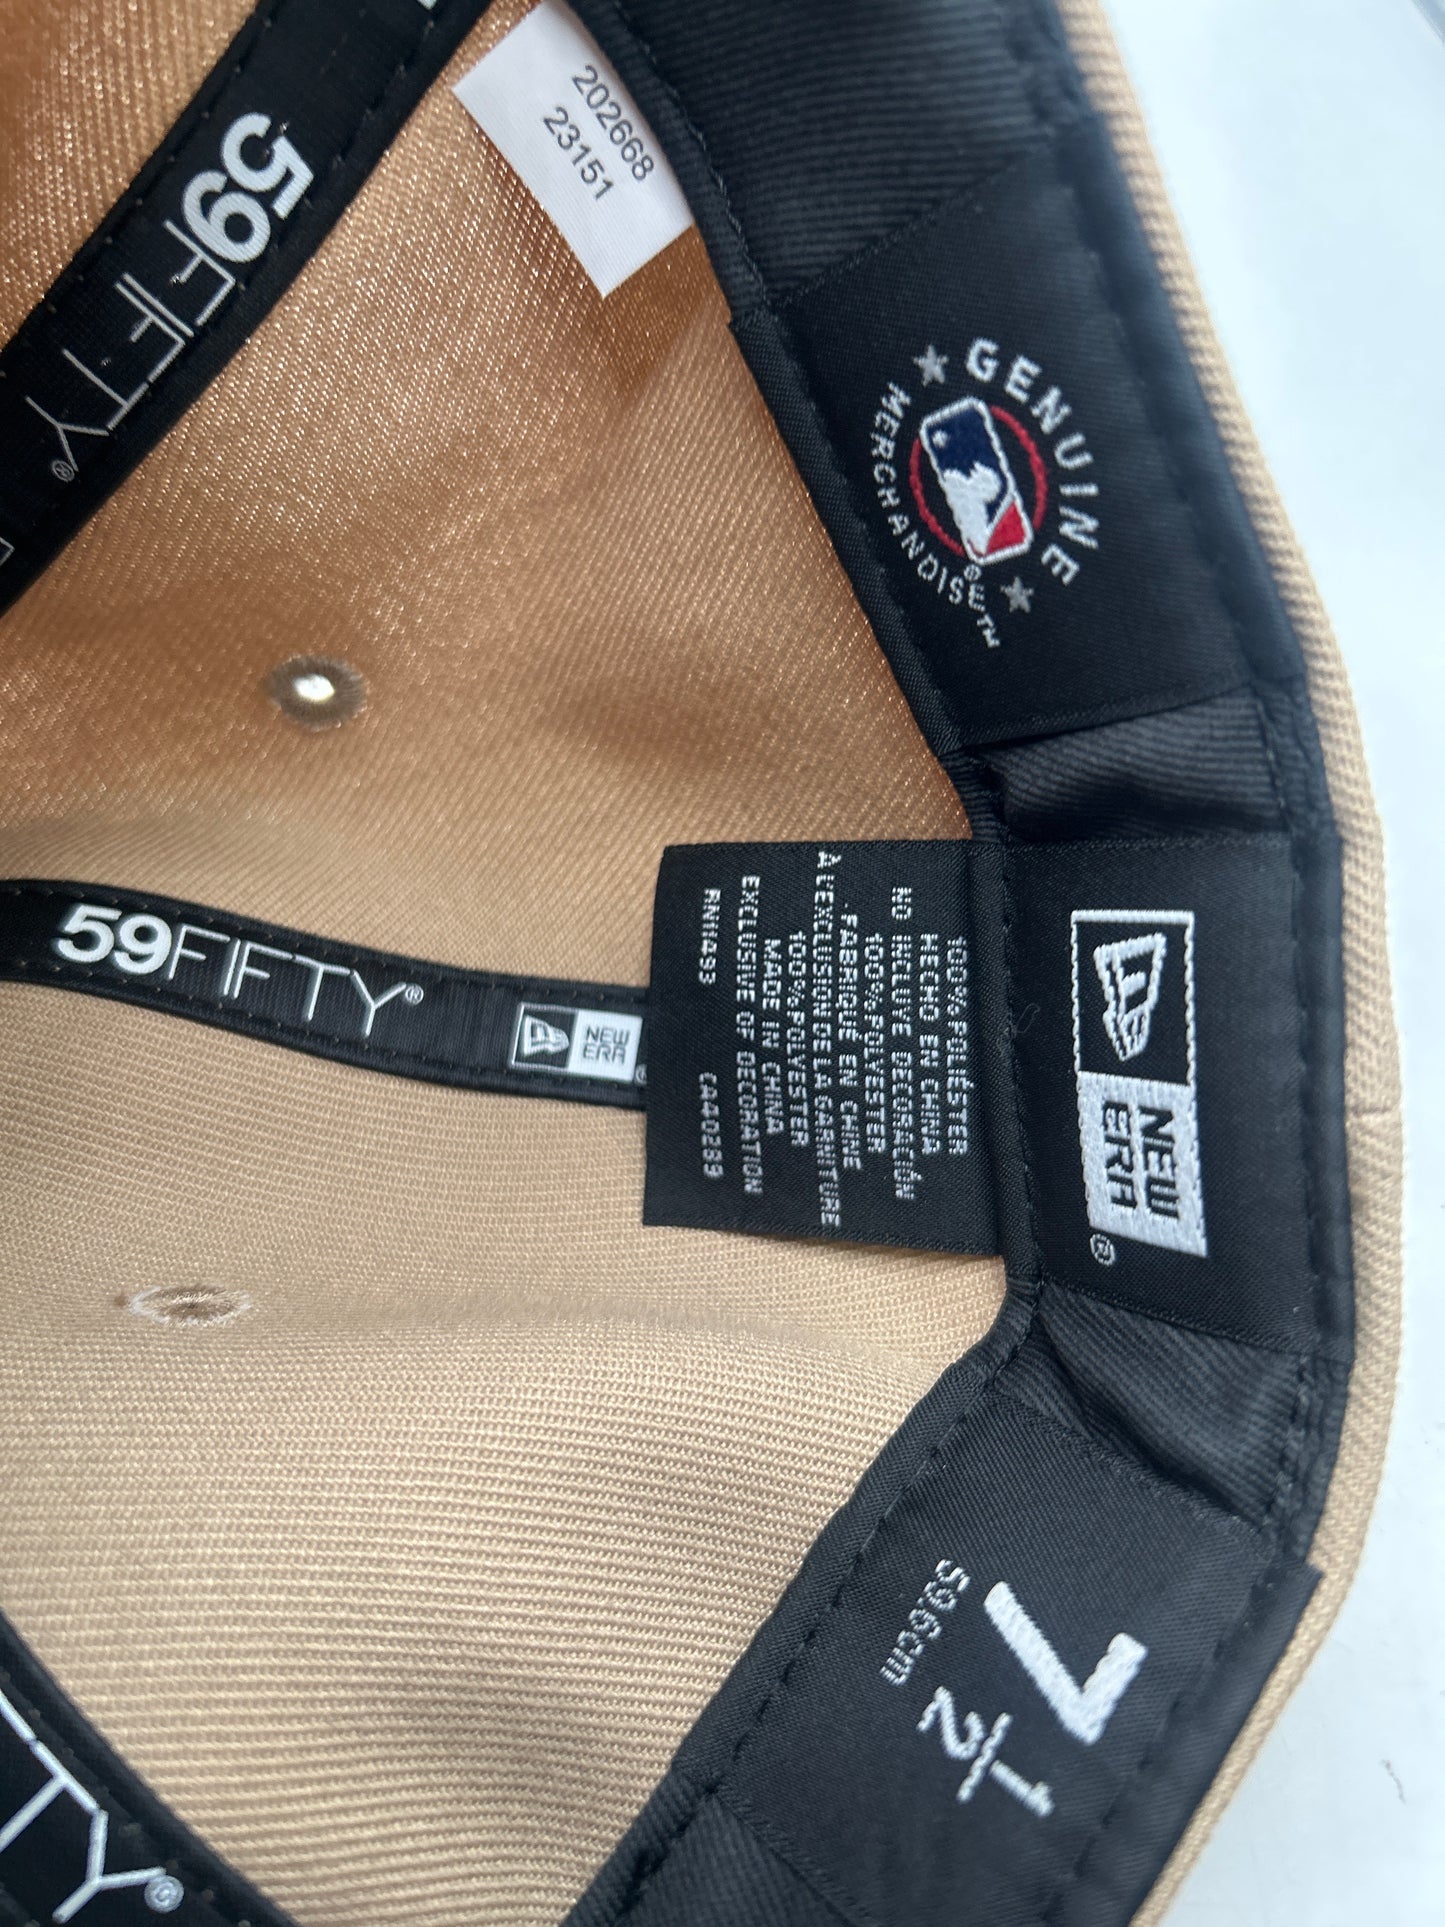 59FIFTY®
202668
23151
GENUINE
MERCHANDISE™
59FIFTY®
NEW
ERA
100% POLIÉSTER
HECHO EN CHINA
NO INCLUYE DECORACIÓN
100% POLYESTER
FABRIQUÉ EN CHINE
À L'EXCLUSION DE LA GARNITURE
100% POLYESTER
MADE IN CHINA
EXCLUSIVE OF DECORATION
RN11493 CA40289
NEW
ERA
®
7 1/2
59.6cm
TY®